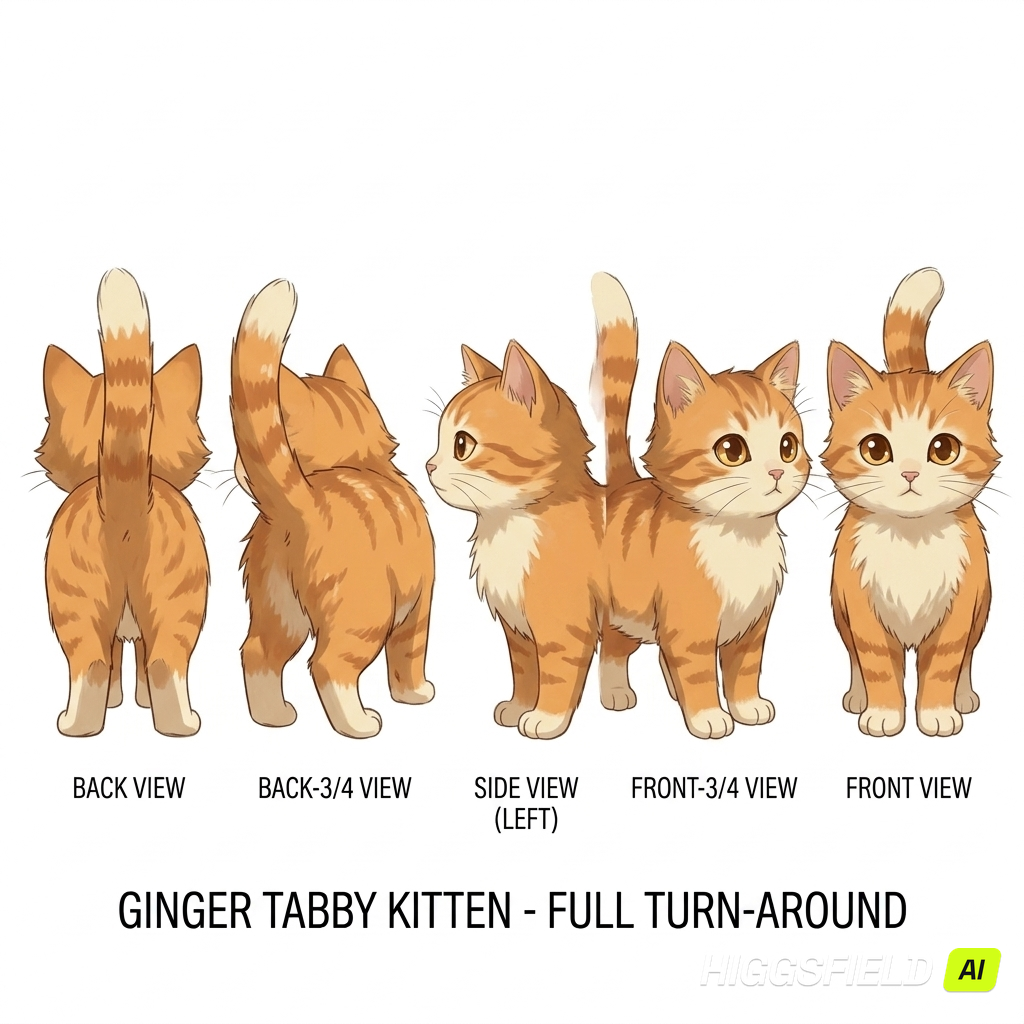 BACK VIEW
BACK-3/4 VIEW
SIDE VIEW
(LEFT)
FRONT-3/4 VIEW
FRONT VIEW
GINGER TABBY KITTEN - FULL TURN-AROUND
HIGGSFIELD AI